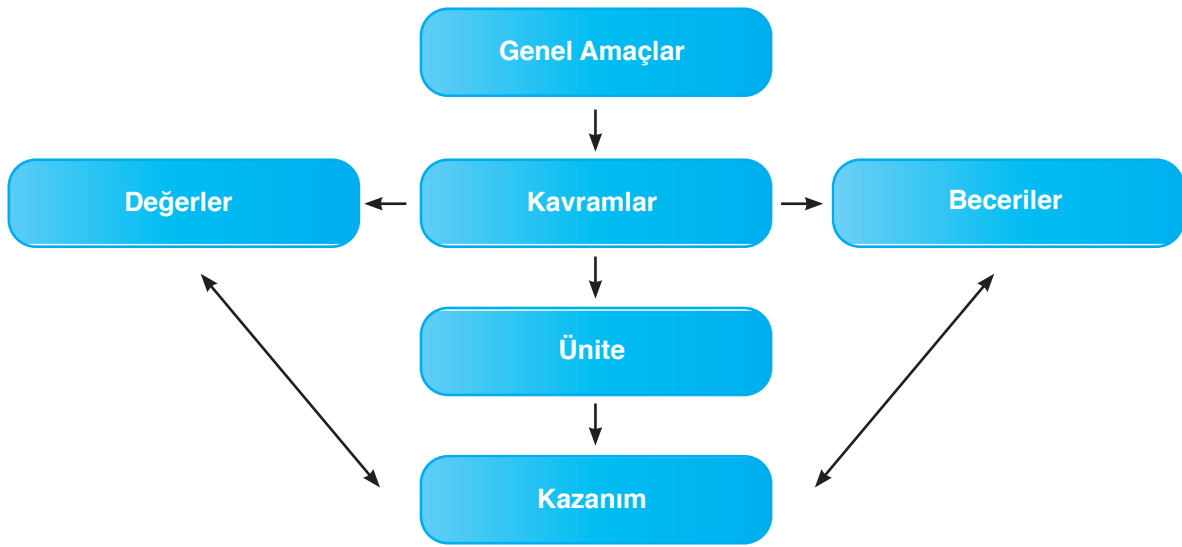 Genel Amaçlar
Değerler
Kavramlar
Beceriler
Ünite
Kazanım